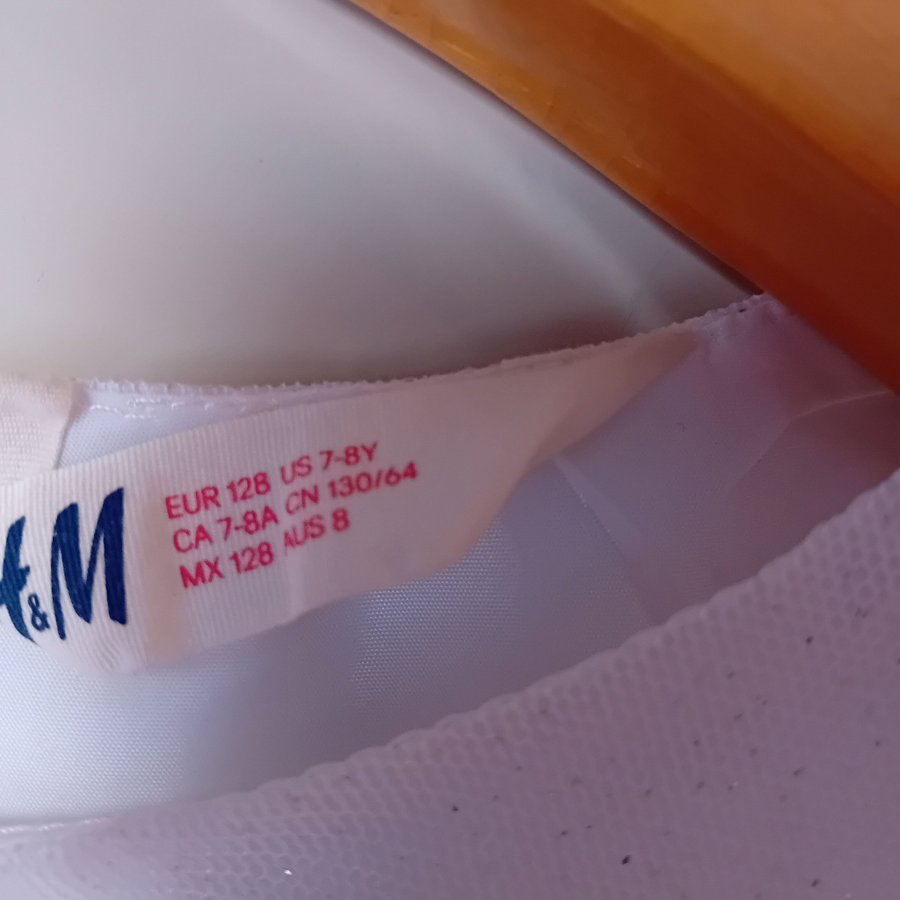 H&M
EUR 128 US 7-8Y
CA 7-8A CN 130/64
MX 128 AUS 8